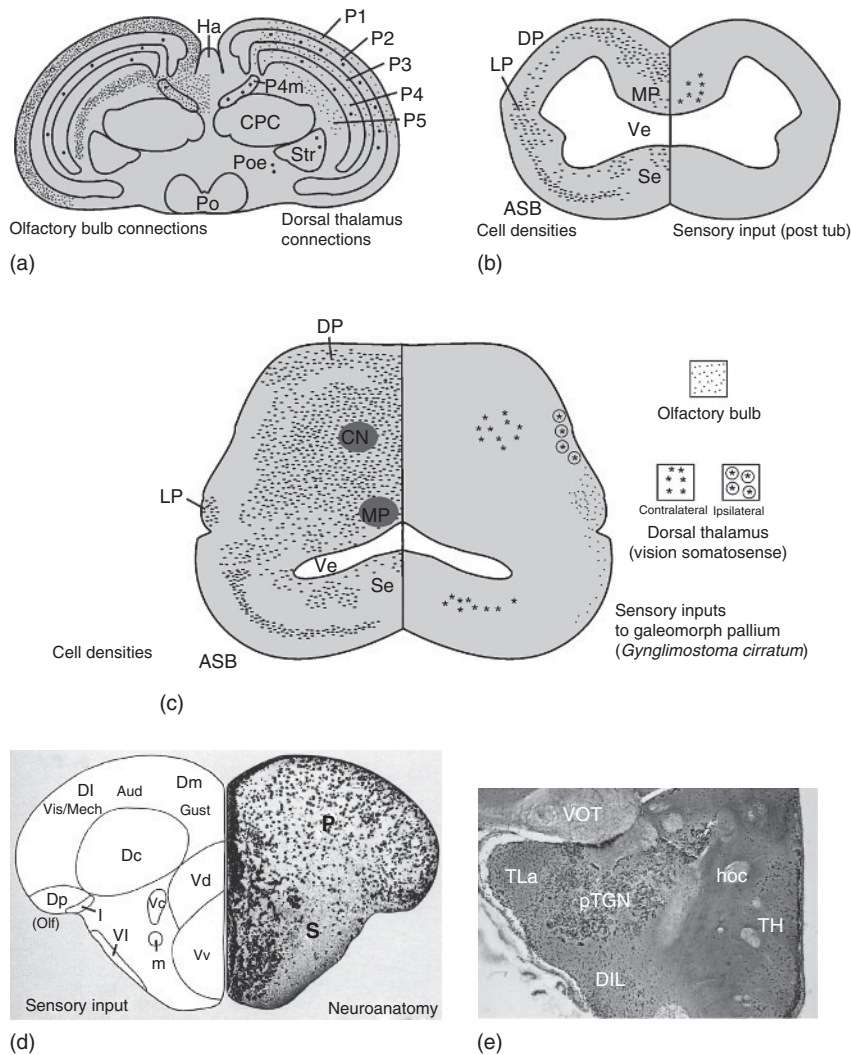 Ha
P1
P2
P3
P4m
P4
P5
CPC
Str
Poe
Po
Olfactory bulb connections
Dorsal thalamus
connections
(a)
DP
LP
MP
Ve
Se
ASB
Cell densities
Sensory input (post tub)
(b)
DP
CN
LP
MP
Ve
Se
Cell densities
ASB
Olfactory bulb
Contralateral
Ipsilateral
Dorsal thalamus
(vision somatosense)
Sensory inputs
to galeomorph pallium
(Gynglimostoma cirratum)
(c)
Dl
Aud
Dm
Vis/Mech
Gust
Dc
P
Vd
Dp
Vc
(Olf)
I
VI
m
Vv
S
Sensory input
Neuroanatomy
(d)
VOT
TLa
hoc
pTGN
TH
DIL
(e)